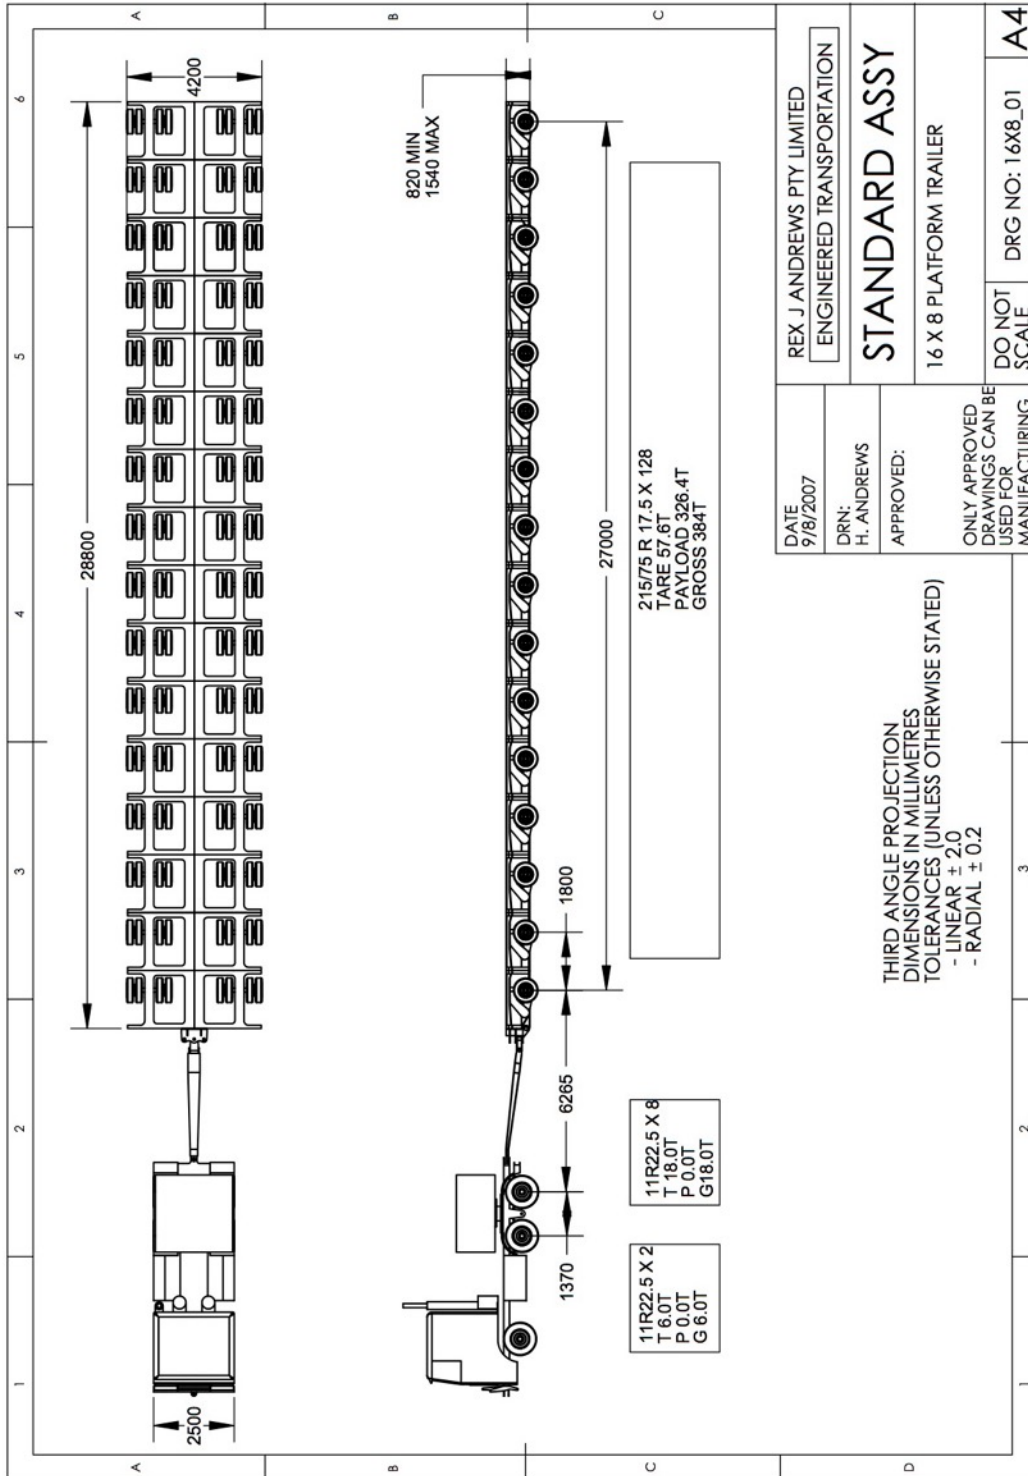 1
2
3
4
5
6
A
B
C
D
A
B
C
1
2
3
2500
28800
4200
820 MIN
1540 MAX
1370
6265
1800
27000
11R22.5 X 2
T 6.0T
P 0.0T
G 6.0T
11R22.5 X 8
T 18.0T
P 0.0T
G18.0T
215/75 R 17.5 X 128
TARE 57.6T
PAYLOAD 326.4T
GROSS 384T
THIRD ANGLE PROJECTION
DIMENSIONS IN MILLIMETRES
TOLERANCES (UNLESS OTHERWISE STATED)
- LINEAR ± 2.0
- RADIAL ± 0.2
DATE
9/8/2007
DRN:
H. ANDREWS
APPROVED:
ONLY APPROVED
DRAWINGS CAN BE
USED FOR
MANUFACTURING
REX J ANDREWS PTY LIMITED
ENGINEERED TRANSPORTATION
STANDARD ASSY
16 X 8 PLATFORM TRAILER
DO NOT
SCALE
DRG NO: 16X8_01
A4